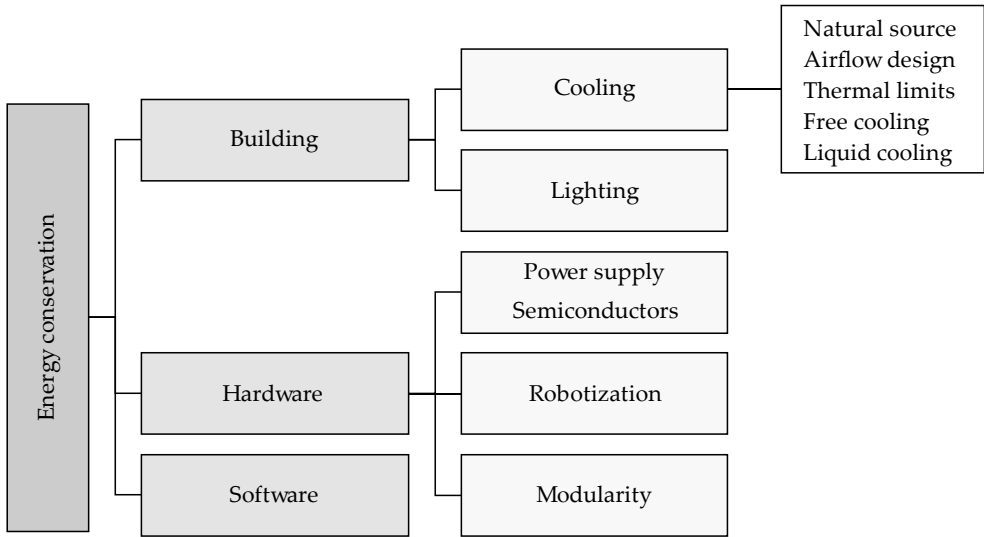 Energy conservation
Building
Cooling
Natural source
Airflow design
Thermal limits
Free cooling
Liquid cooling
Lighting
Hardware
Power supply
Semiconductors
Robotization
Modularity
Software